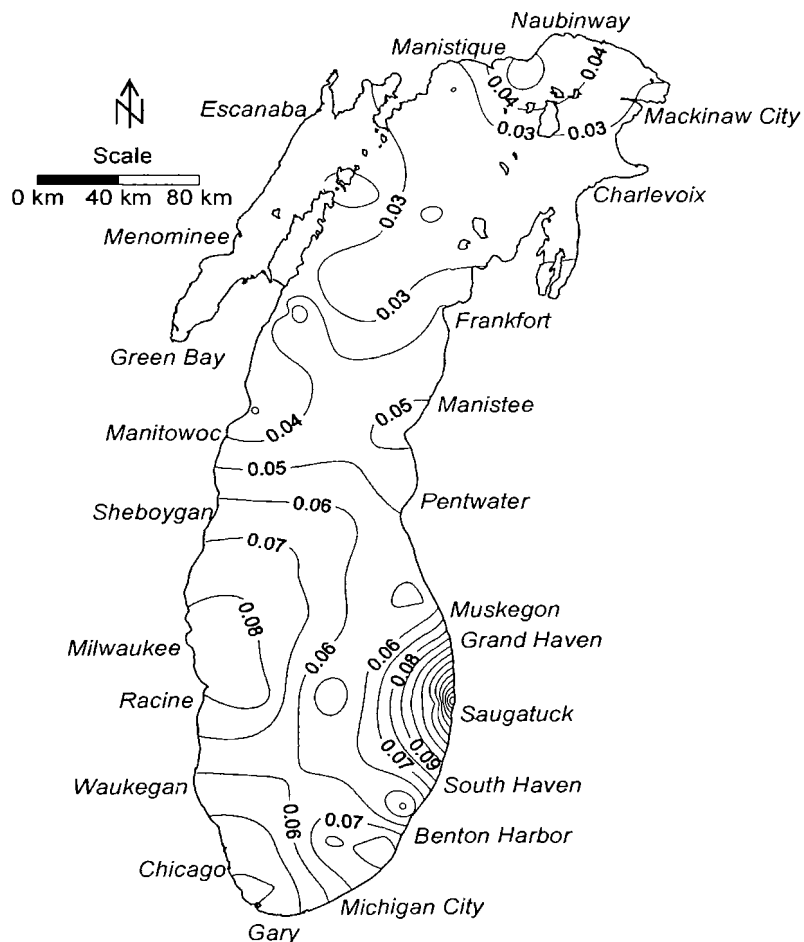 Naubinway
Manistique
0.04
0.04
Escanaba
N
Mackinaw City
0.03
0.03
Scale
0 km 40 km 80 km
Charlevoix
0.03
Menominee
0.03
Frankfort
Green Bay
0.05
Manistee
0.04
Manitowoc
0.05
Pentwater
0.06
Sheboygan
0.07
Muskegon
0.08
Grand Haven
Milwaukee
0.06
0.06
0.08
Racine
Saugatuck
0.07
0.09
Waukegan
South Haven
0.06
0.07
Benton Harbor
Chicago
Michigan City
Gary